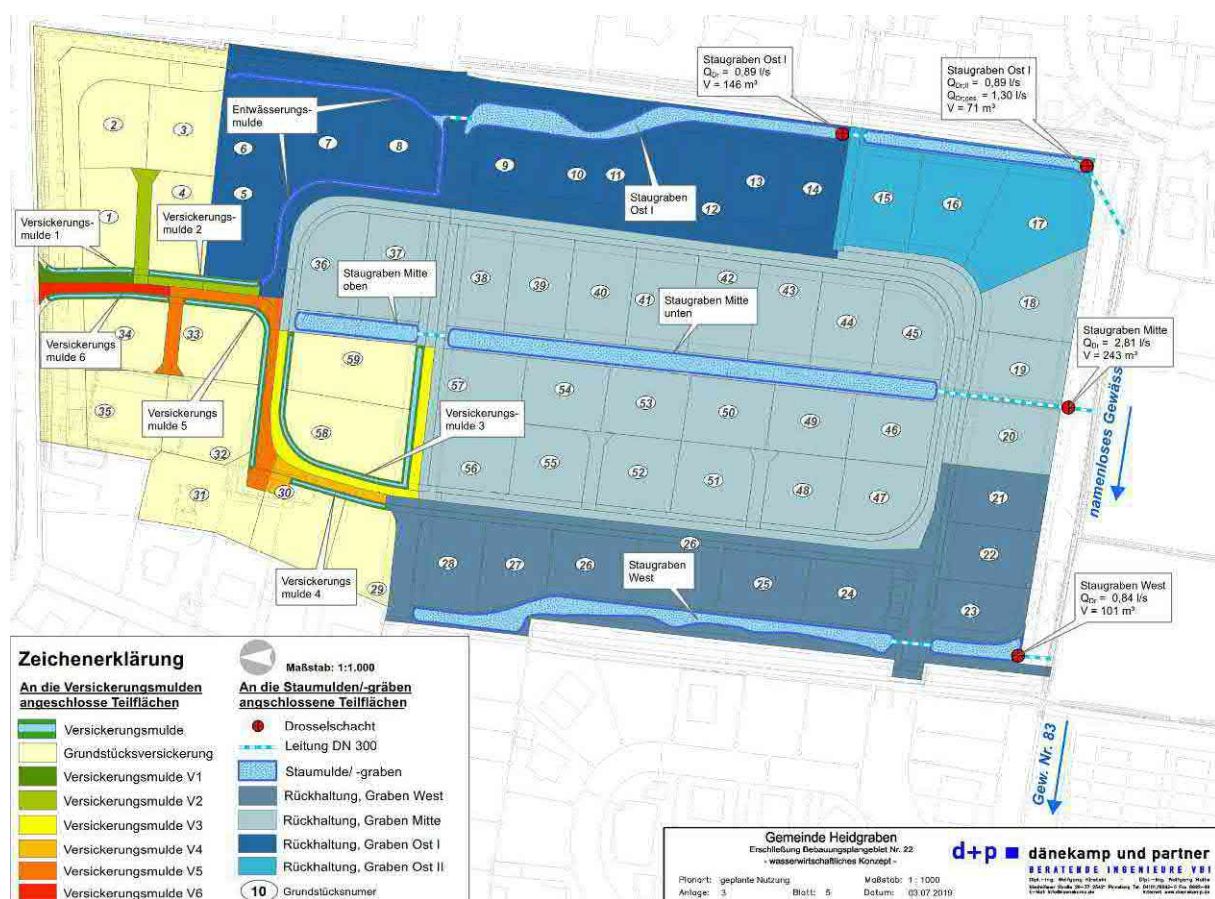 Staugraben Ost I
QDr = 0,89 l/s
V = 146 m³
Staugraben Ost I
QDr,II = 0,89 l/s
QDr,ges = 1,30 l/s
V = 71 m³
Entwässerungs-
mulde
2
3
6
7
8
9
10
11
12
13
14
15
16
17
5
4
1
Staugraben
Ost I
Versickerungs-
mulde 1
Versickerungs-
mulde 2
36
37
38
39
40
41
42
43
44
45
18
19
20
Staugraben Mitte
oben
Staugraben Mitte
unten
Staugraben Mitte
QDr = 2,81 l/s
V = 243 m³
34
33
Versickerungs
mulde 6
59
57
54
53
50
49
46
35
Versickerungs
mulde 5
58
Versickerungs-
mulde 3
32
31
30
56
55
52
51
48
47
21
22
23
namenloses Gewäss
28
27
26
26
25
24
Staugraben
West
Versickerungs
mulde 4
29
Staugraben West
QDr = 0,84 l/s
V = 101 m³
Gew. Nr. 83
Zeichenerklärung
Maßstab: 1:1.000
An die Versickerungsmulden
angeschlosse Teilflächen
Versickerungsmulde
Grundstücksversickerung
Versickerungsmulde V1
Versickerungsmulde V2
Versickerungsmulde V3
Versickerungsmulde V4
Versickerungsmulde V5
Versickerungsmulde V6
An die Staumulden/-gräben
angschlossene Teilflächen
Drosselschacht
Leitung DN 300
Staumulde/ -graben
Rückhaltung, Graben West
Rückhaltung, Graben Mitte
Rückhaltung, Graben Ost I
Rückhaltung, Graben Ost II
10 Grundstücksnumer
Gemeinde Heidgraben
Erschließung Bebauungsplangebiet Nr. 22
- wasserwirtschaftliches Konzept -
Planart: geplante Nutzung Maßstab: 1 : 1000
Anlage: 3 Blatt: 5 Datum: 03.07.2019
d+p dänekamp und partner
BERATENDE INGENIEURE VBI